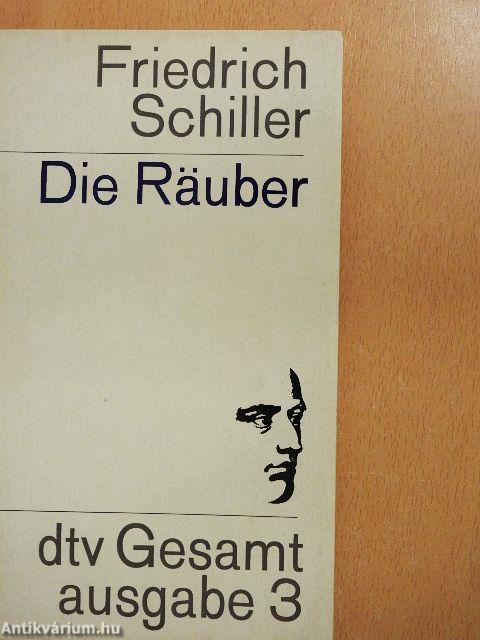 Friedrich
Schiller
Die Räuber
dtv Gesamt
ausgabe 3
Antikvárium.hu